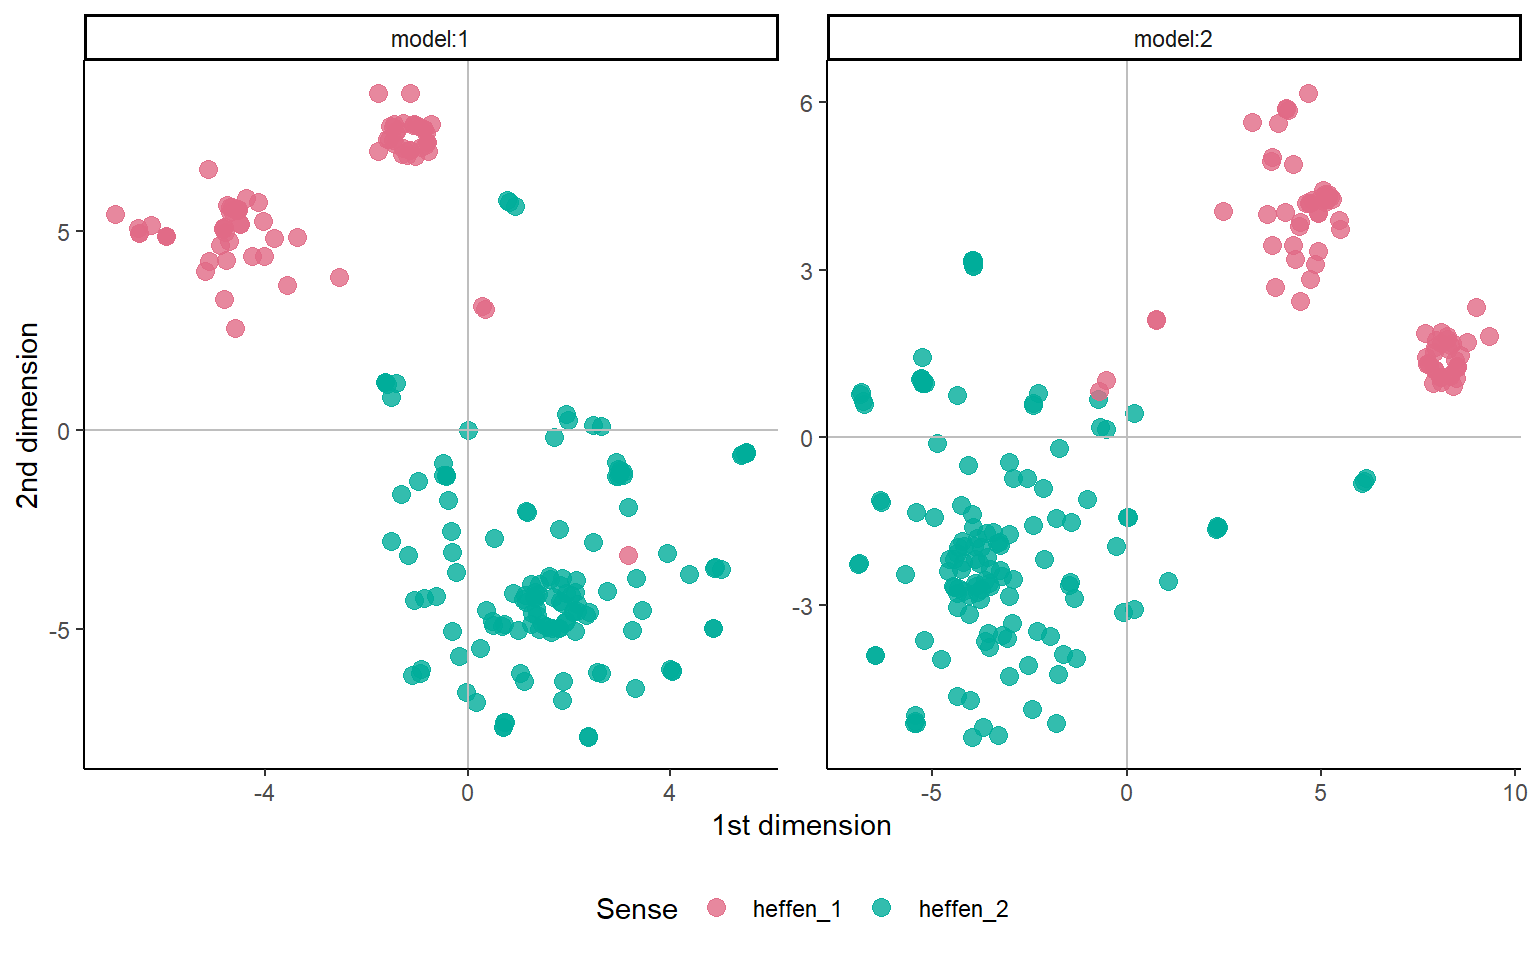 model:1
model:2
2nd dimension
5
0
-5
6
3
0
-3
-4
0
4
-5
0
5
10
1st dimension
Sense
heffen_1
heffen_2